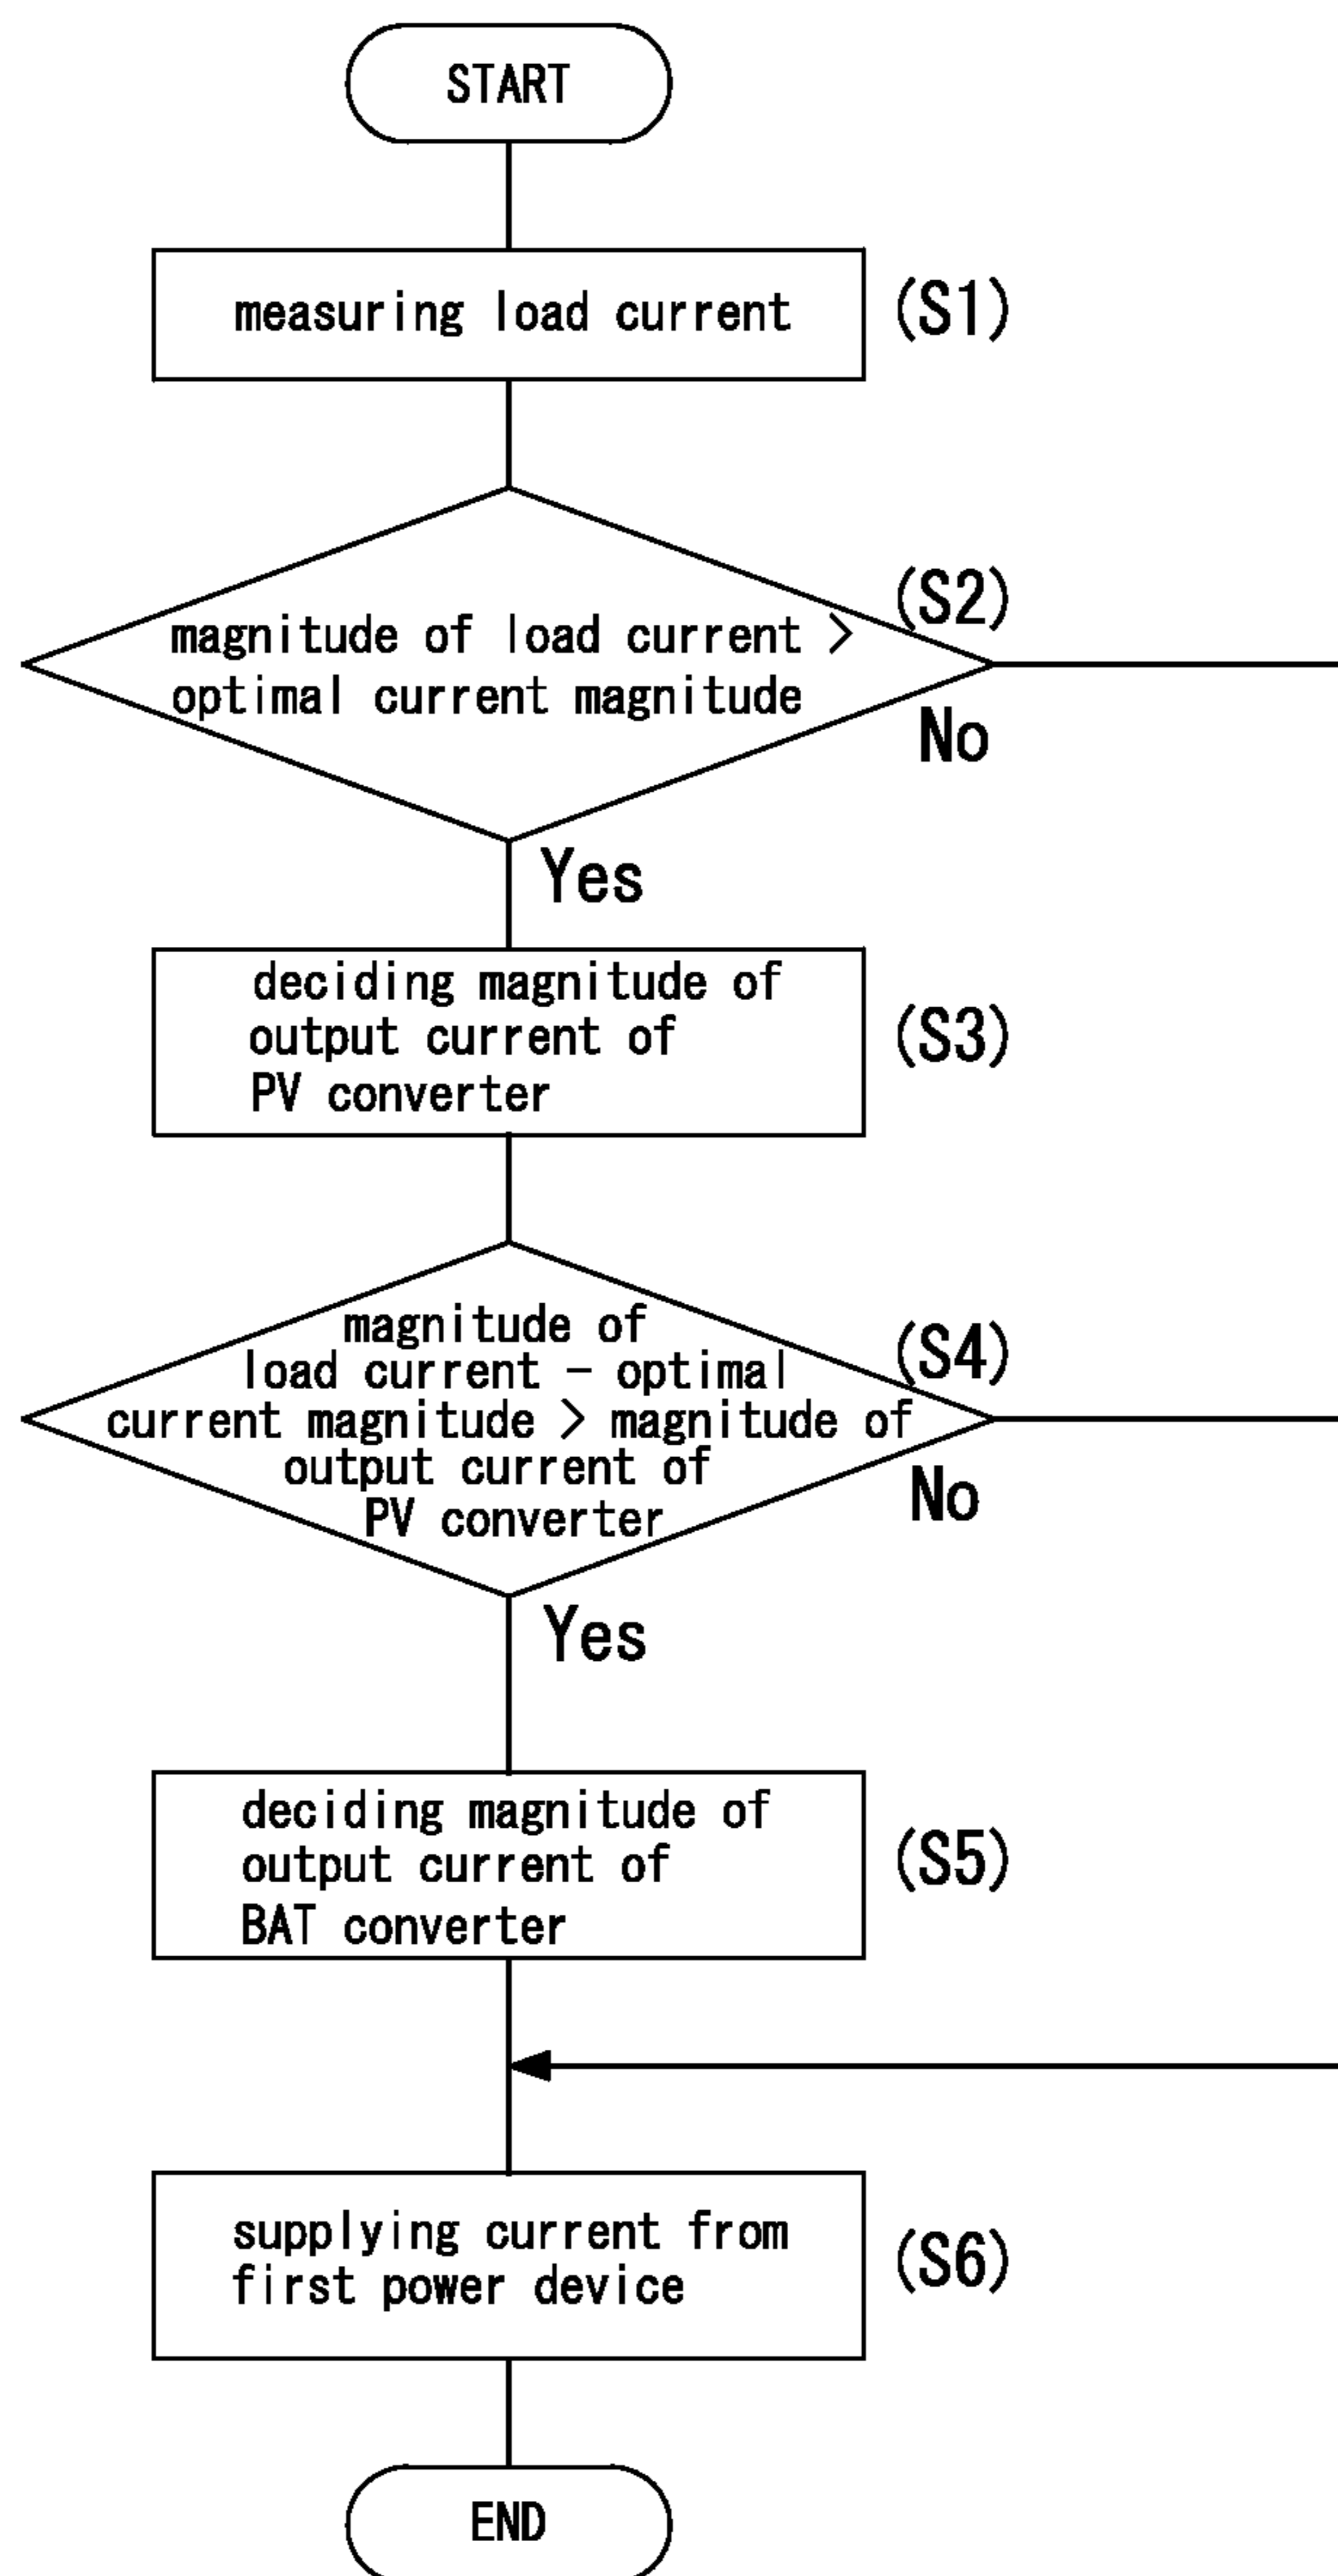 START
measuring load current
(S1)
magnitude of load current >
optimal current magnitude
(S2)
No
Yes
deciding magnitude of
output current of
PV converter
(S3)
magnitude of
load current - optimal
current magnitude > magnitude of
output current of
PV converter
(S4)
No
Yes
deciding magnitude of
output current of
BAT converter
(S5)
supplying current from
first power device
(S6)
END